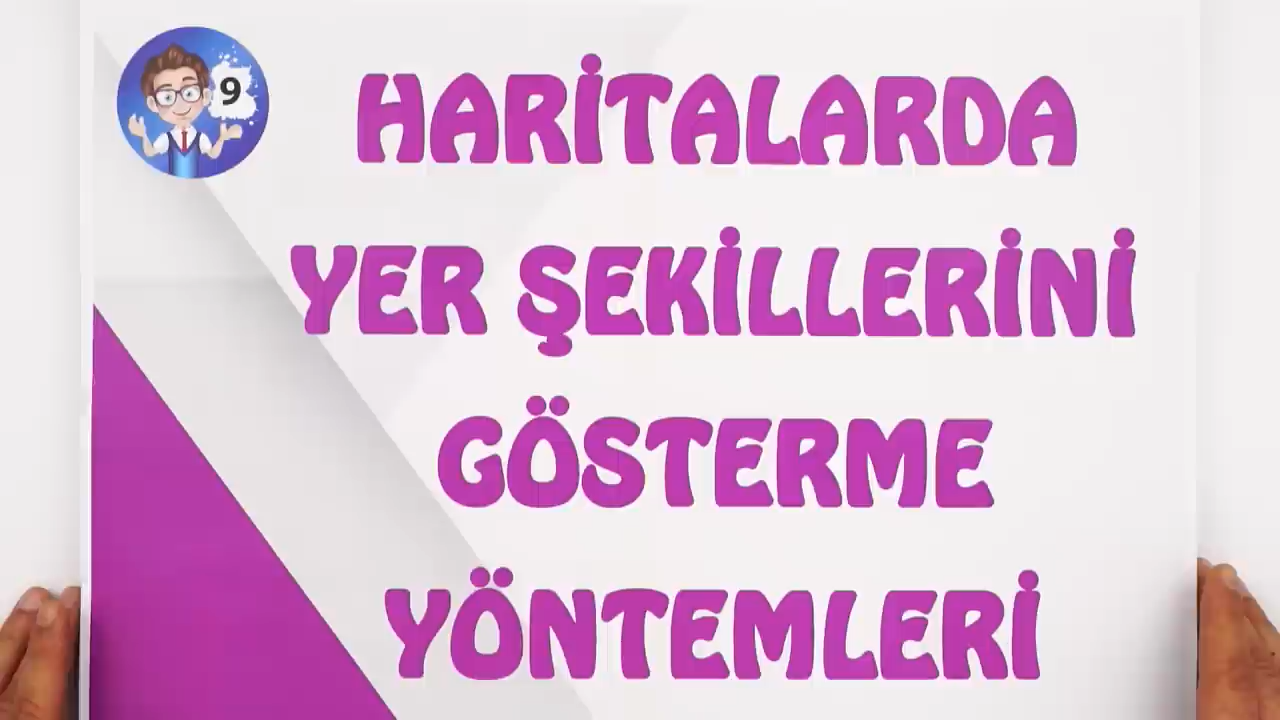 9
HARİTALARDA
YER ŞEKİLLERİNİ
GÖSTERME
YÖNTEMLERİ